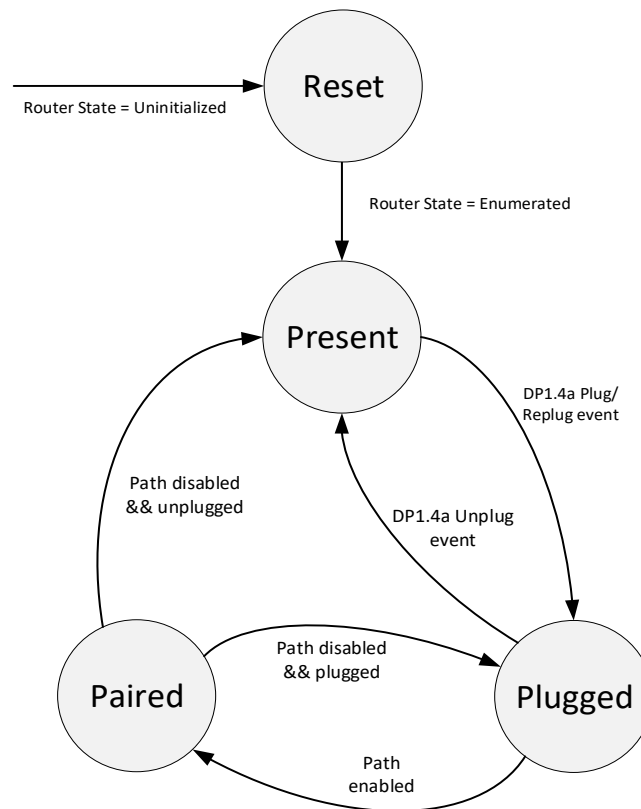 Reset
Router State = Uninitialized
Router State = Enumerated
Present
DP1.4a Plug/
Replug event
Path disabled
&& unplugged
DP1.4a Unplug
event
Path disabled
&& plugged
Paired
Plugged
Path
enabled